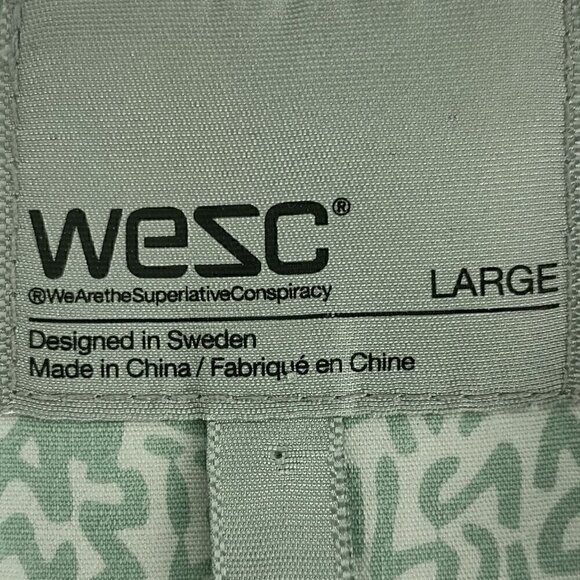 wesc®
®WeAretheSuperlativeConspiracy
LARGE
Designed in Sweden
Made in China / Fabriqué en Chine